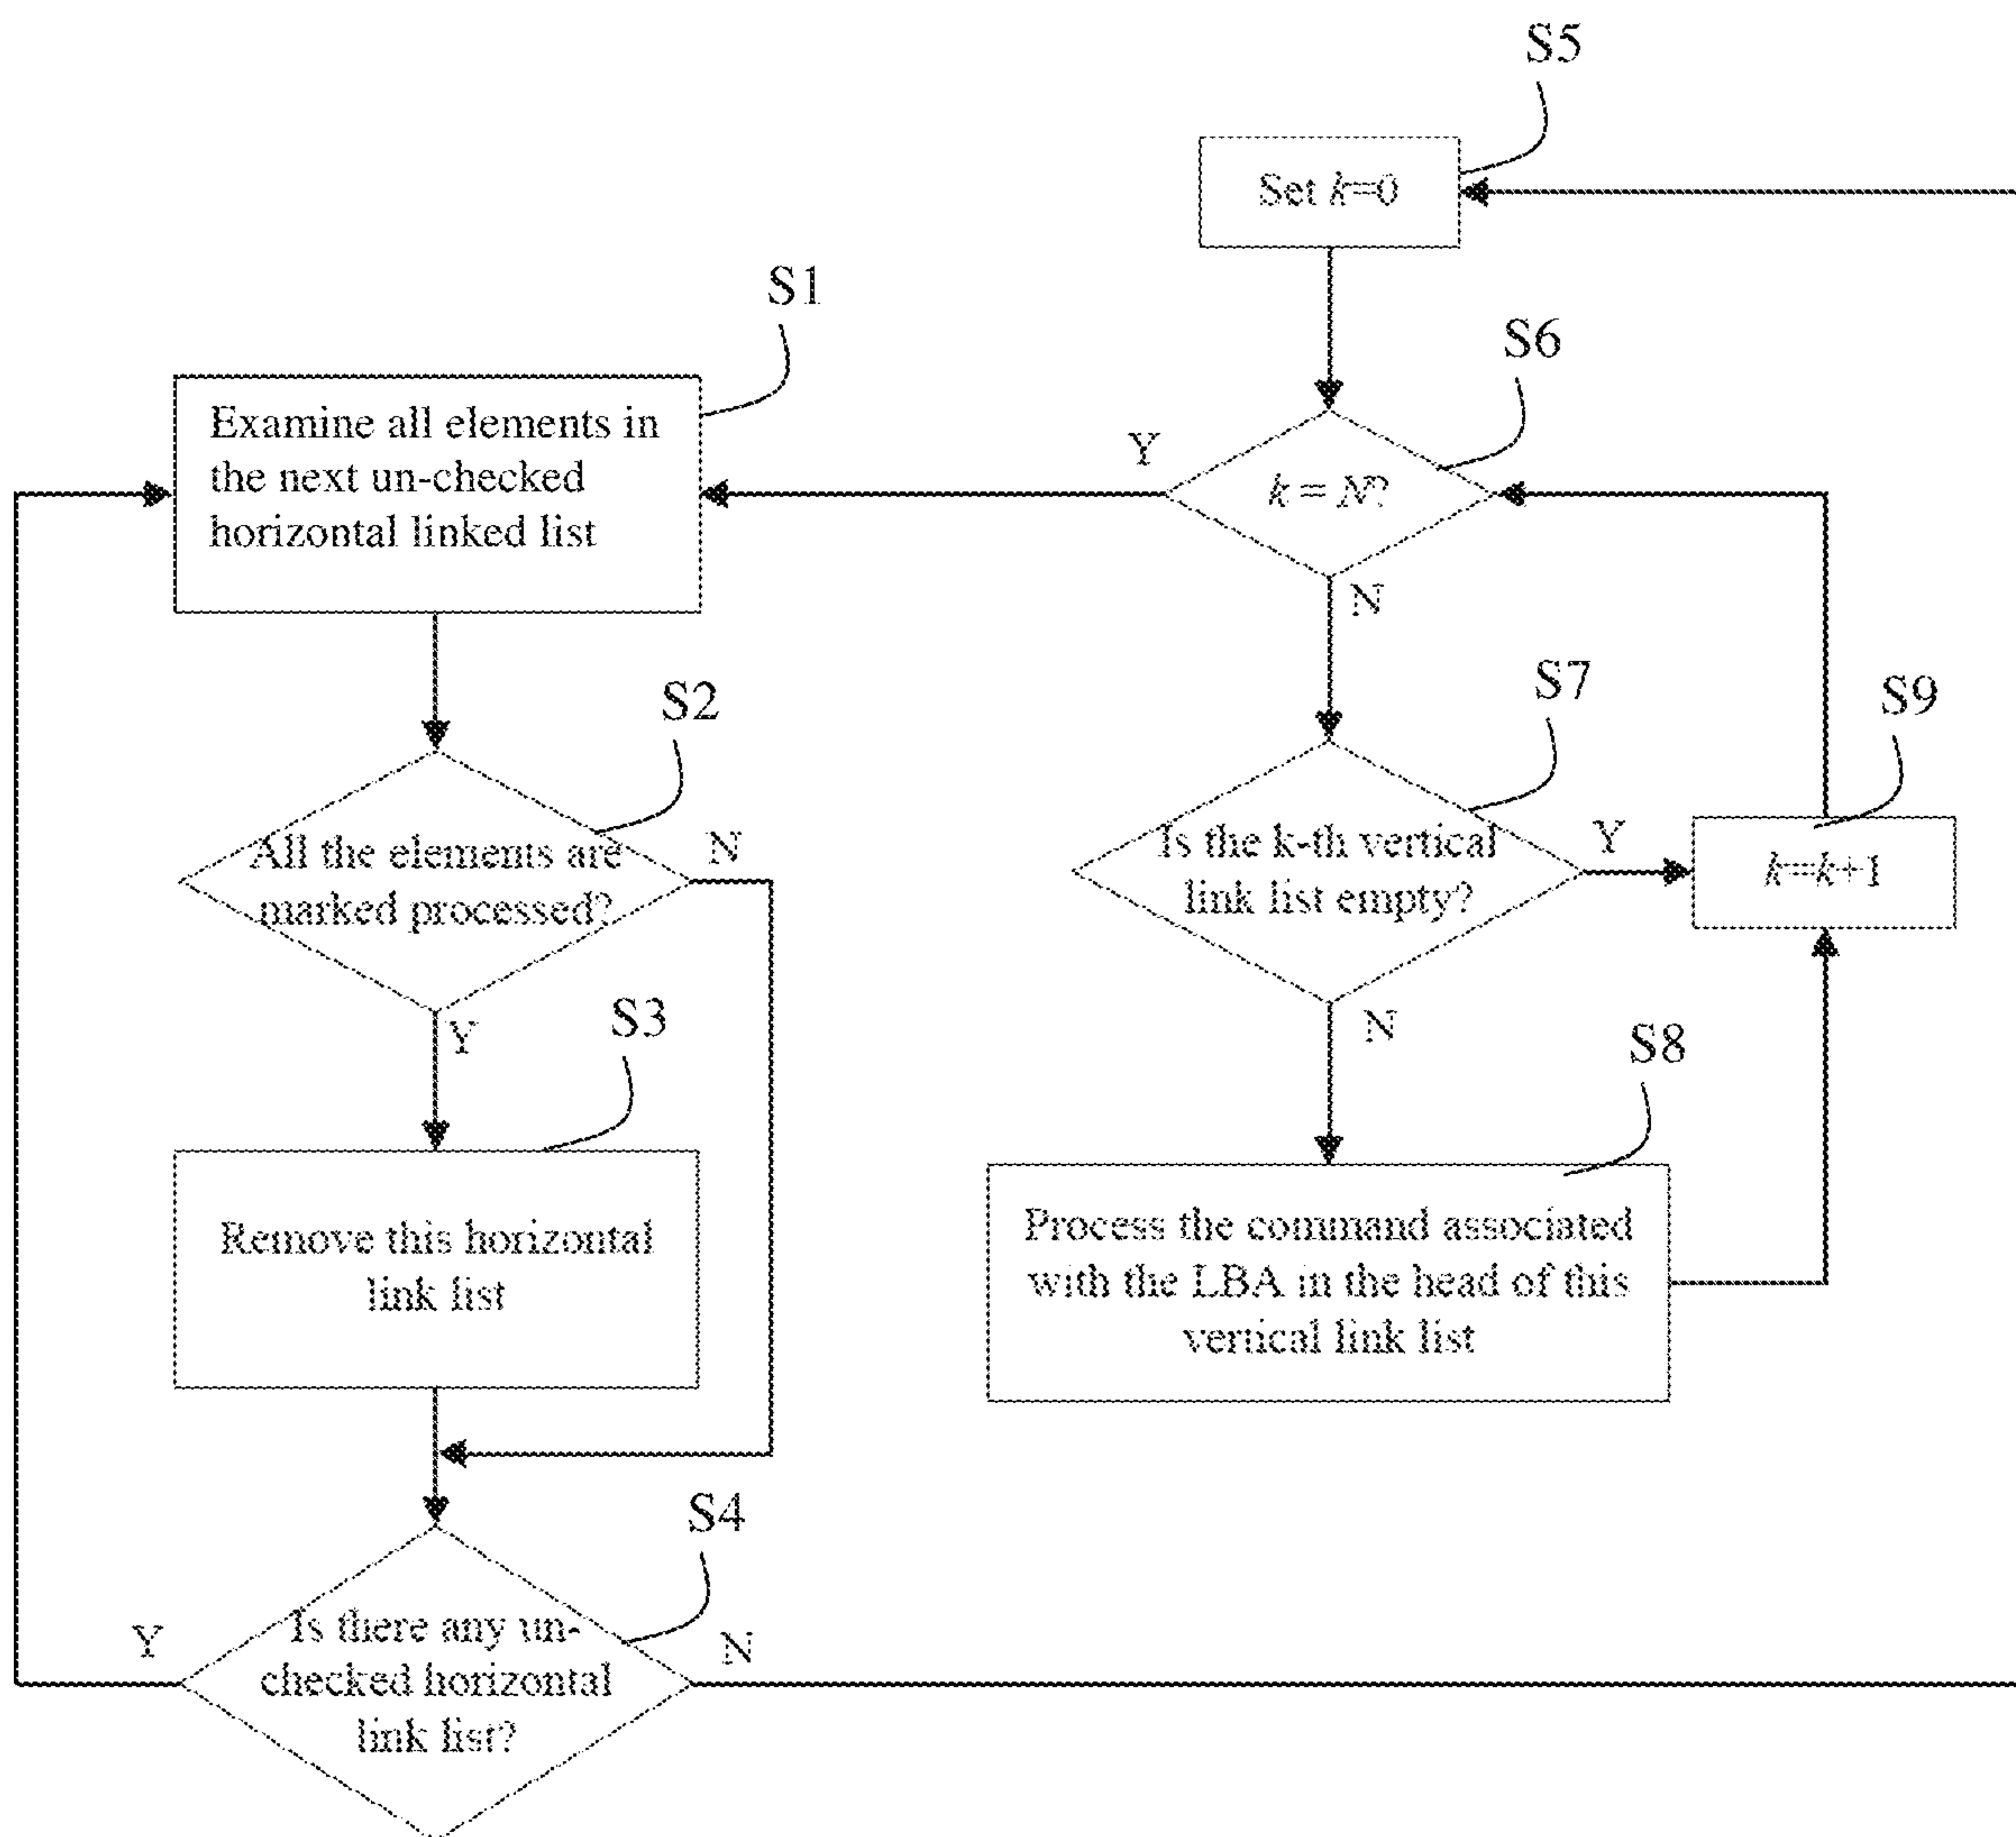 S5
Set k=0
S1
S6
Examine all elements in
the next un-checked
horizontal linked list
Y
k = N?
N
S2
S7
S9
All the elements are
marked processed?
N
Is the k-th vertical
link list empty?
Y
k=k+1
Y
S3
N
S8
Remove this horizontal
link list
Process the command associated
with the LBA in the head of this
vertical link list
S4
Y
Is there any un-
checked horizontal
link list?
N